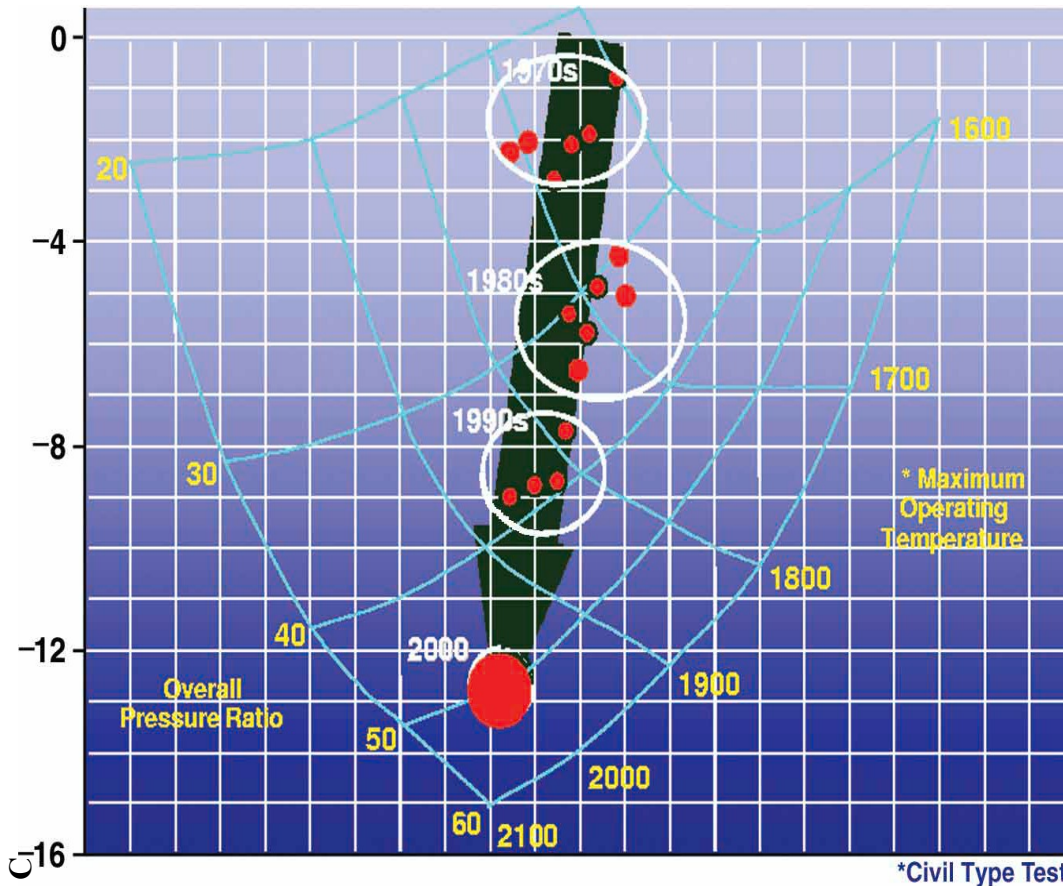 0
1970s
1600
20
−4
1980s
1700
1990s
−8
30
* Maximum
Operating
Temperature
1800
40
2000
−12
Overall
Pressure Ratio
1900
50
2000
60
2100
−16
C
*Civil Type Test